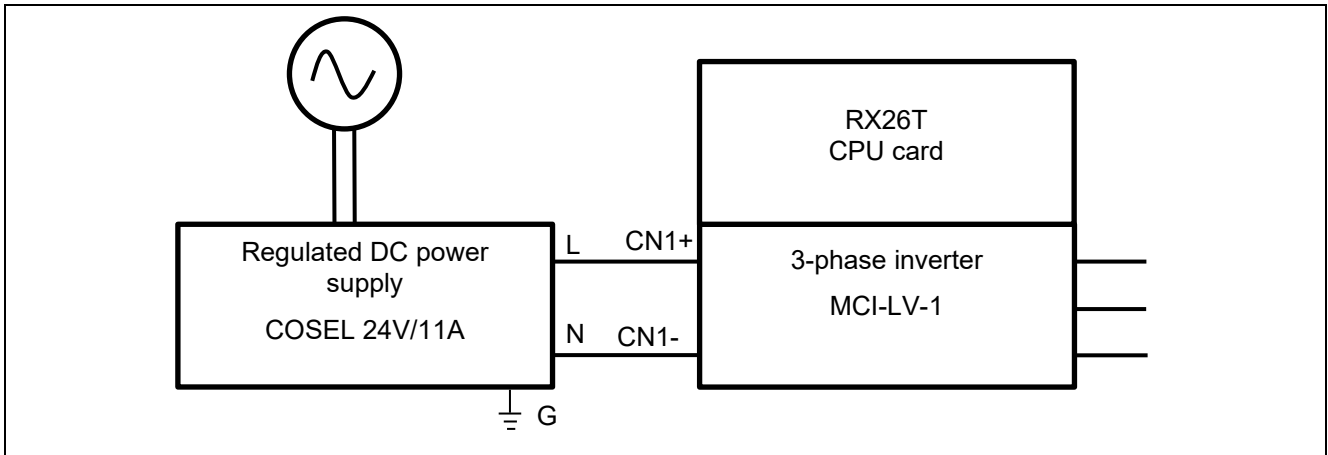 RX26T
CPU card
Regulated DC power
supply
COSEL 24V/11A
L
CN1+
N
CN1-
3-phase inverter
MCI-LV-1
G